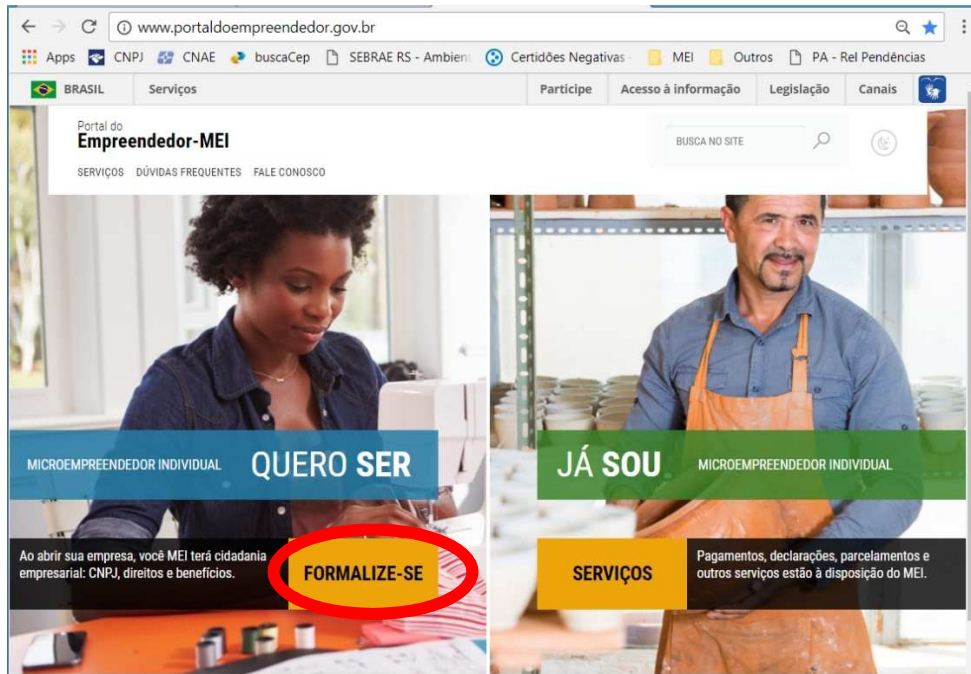 www.portaldoempreendedor.gov.br
Apps CNPJ CNAE buscaCep SEBRAE RS - Ambient Certidões Negativas - MEI Outros PA - Rel Pendências
BRASIL Serviços Participe Acesso à informação Legislação Canais
Portal do
Empreendedor-MEI
BUSCA NO SITE
SERVIÇOS DÚVIDAS FREQUENTES FALE CONOSCO
MICROEMPREENDEDOR INDIVIDUAL QUERO SER
JÁ SOU MICROEMPREENDEDOR INDIVIDUAL
Ao abrir sua empresa, você MEI terá cidadania
empresarial: CNPJ, direitos e benefícios.
FORMALIZE-SE
SERVIÇOS
Pagamentos, declarações, parcelamentos e
outros serviços estão à disposição do MEI.